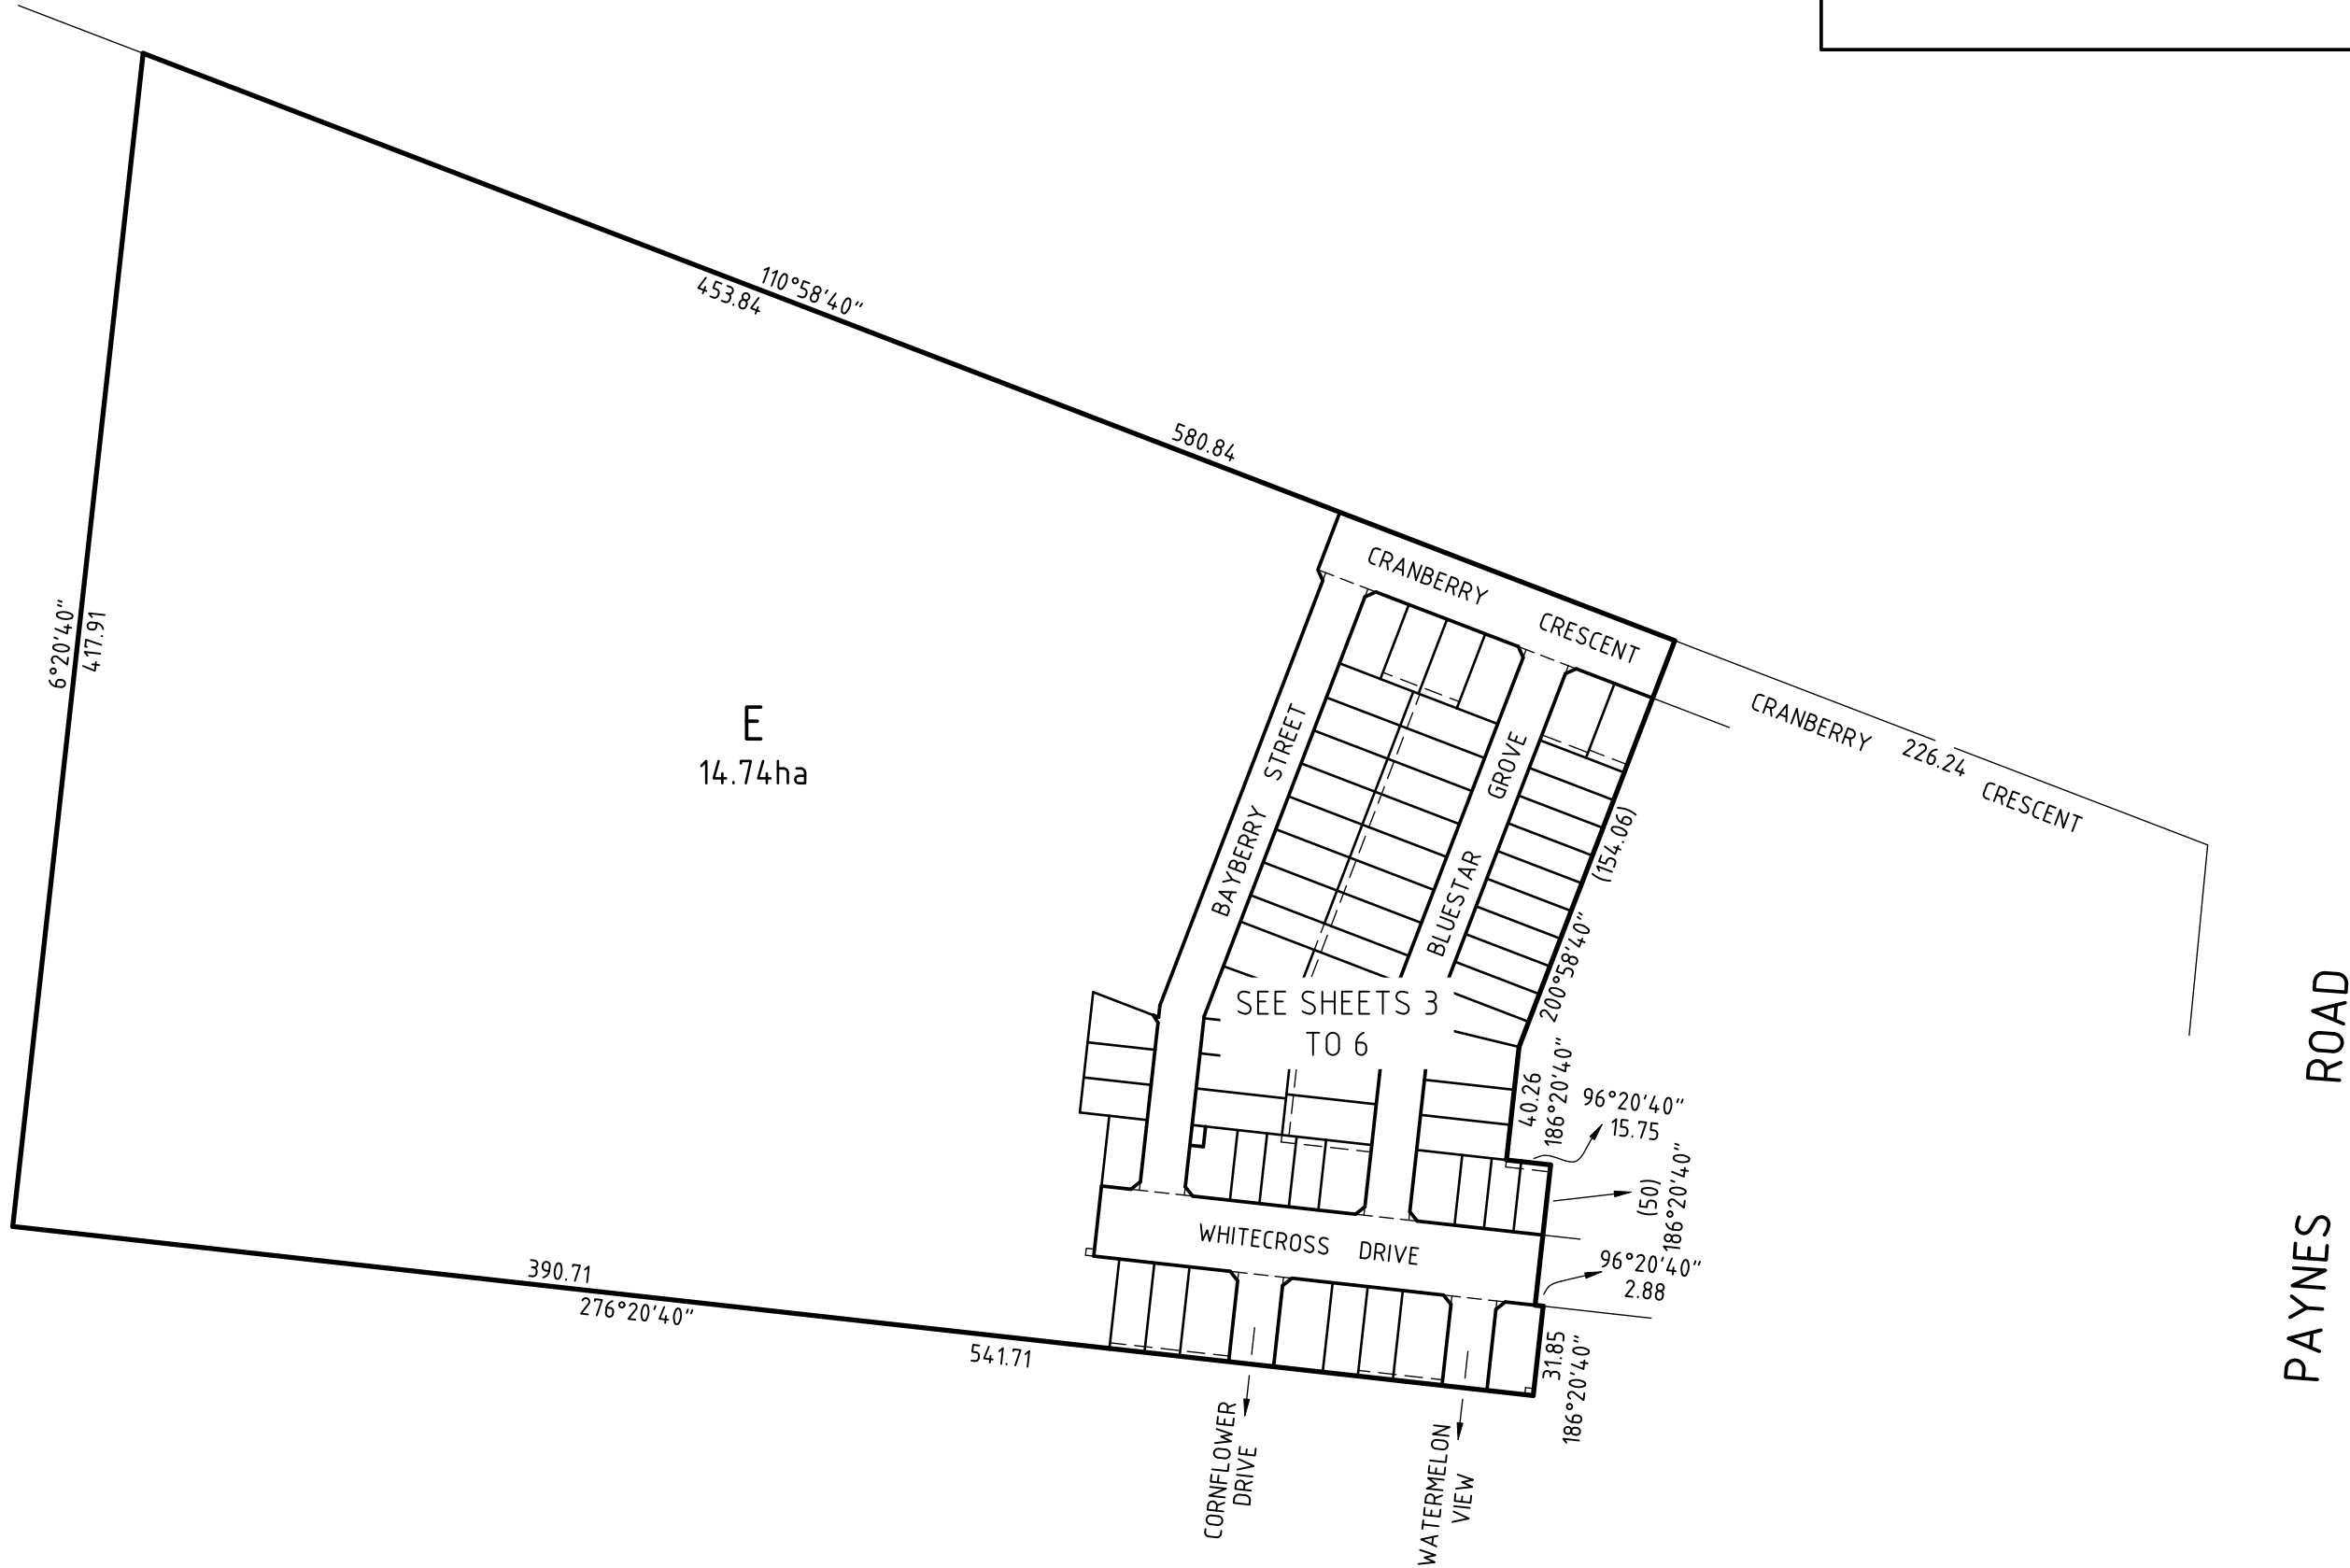 110°58'40"
453.84
580.84
6°20'40"
417.91
E
14.74ha
CRANBERRY CRESCENT
CRANBERRY CRESCENT
226.24
BAYBERRY STREET
BLUESTAR GROVE
(154.06)
200°58'40"
SEE SHEETS 3
TO 6
40.26
186°20'40"
96°20'40"
15.75
(50)
186°20'40"
WHITECROSS DRIVE
96°20'40"
2.88
31.85
186°20'40"
390.71
276°20'40"
541.71
CORNFLOWER
DRIVE
WATERMELON
VIEW
PAYNES ROAD